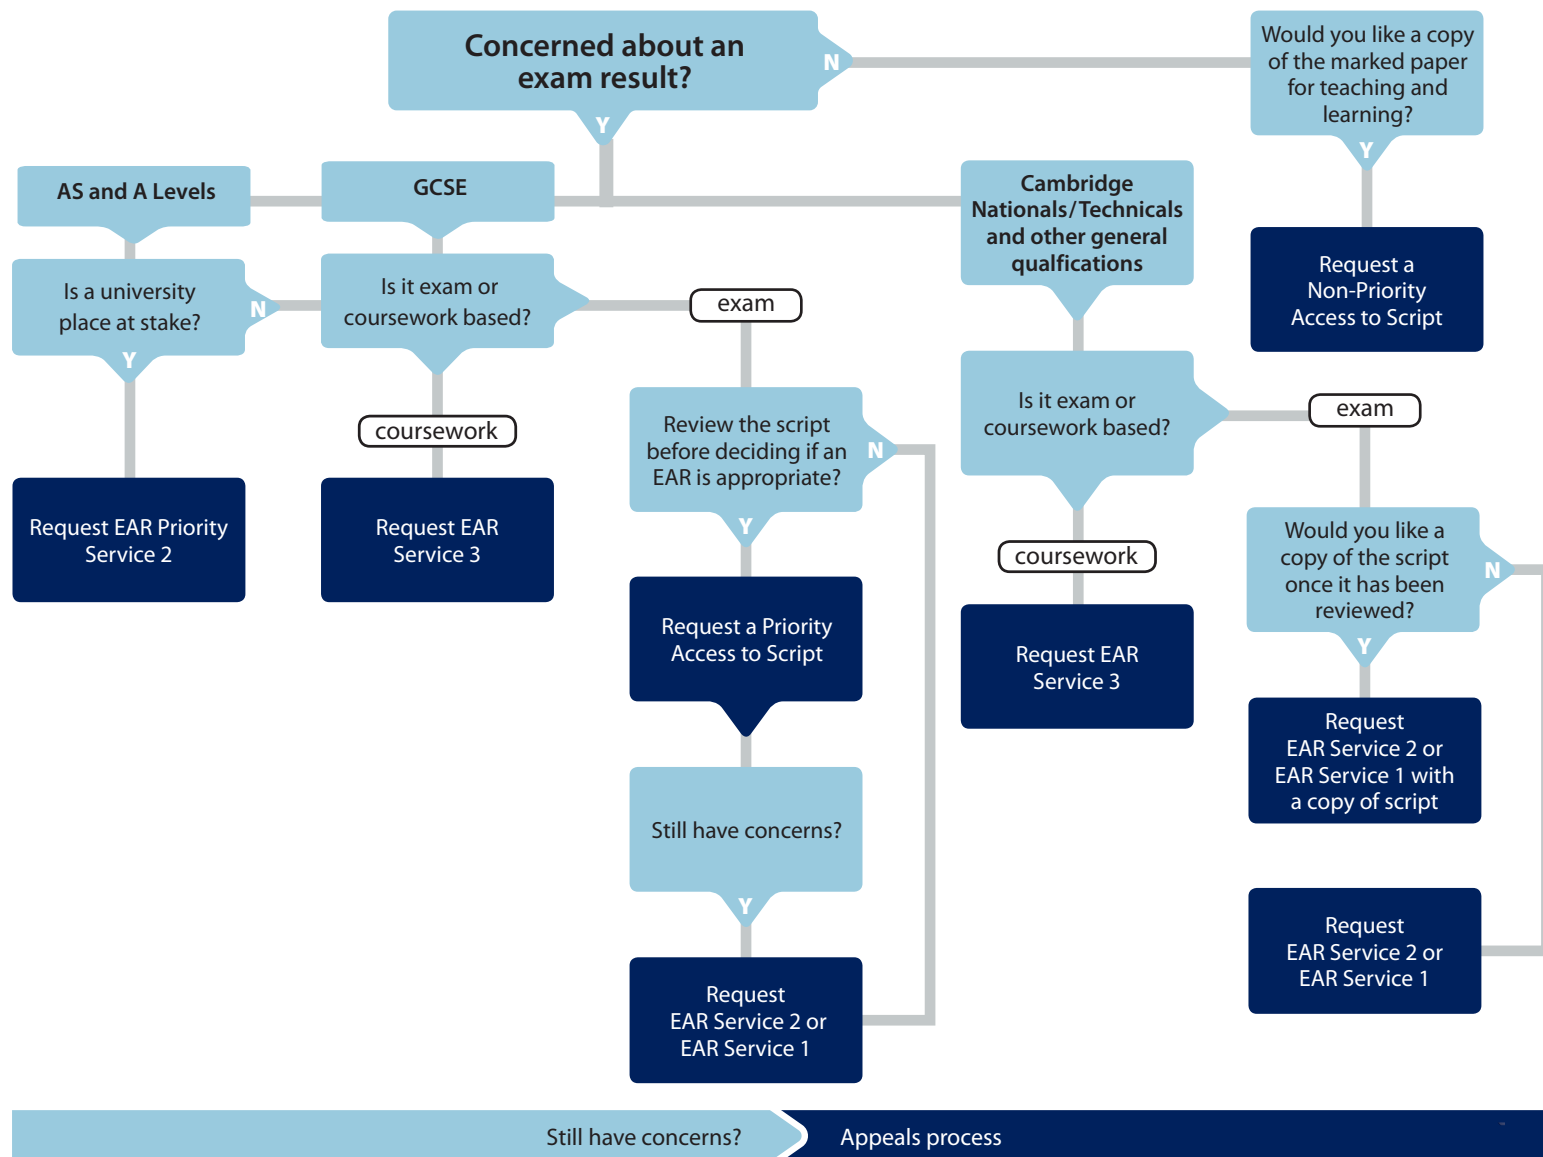 Concerned about an
exam result?
N
Y
Would you like a copy
of the marked paper
for teaching and
learning?
Y
Request a
Non-Priority
Access to Script
AS and A Levels
Is a university
place at stake?
N
Y
Request EAR Priority
Service 2
GCSE
Is it exam or
coursework based?
coursework
Request EAR
Service 3
exam
Review the script
before deciding if an
EAR is appropriate?
N
Y
Request a Priority
Access to Script
Still have concerns?
Y
Request
EAR Service 2 or
EAR Service 1
Cambridge
Nationals/Technicals
and other general
qualfications
Is it exam or
coursework based?
coursework
Request EAR
Service 3
exam
Would you like a
copy of the script
once it has been
reviewed?
N
Y
Request
EAR Service 2 or
EAR Service 1 with
a copy of script
Request
EAR Service 2 or
EAR Service 1
Still have concerns?
Appeals process